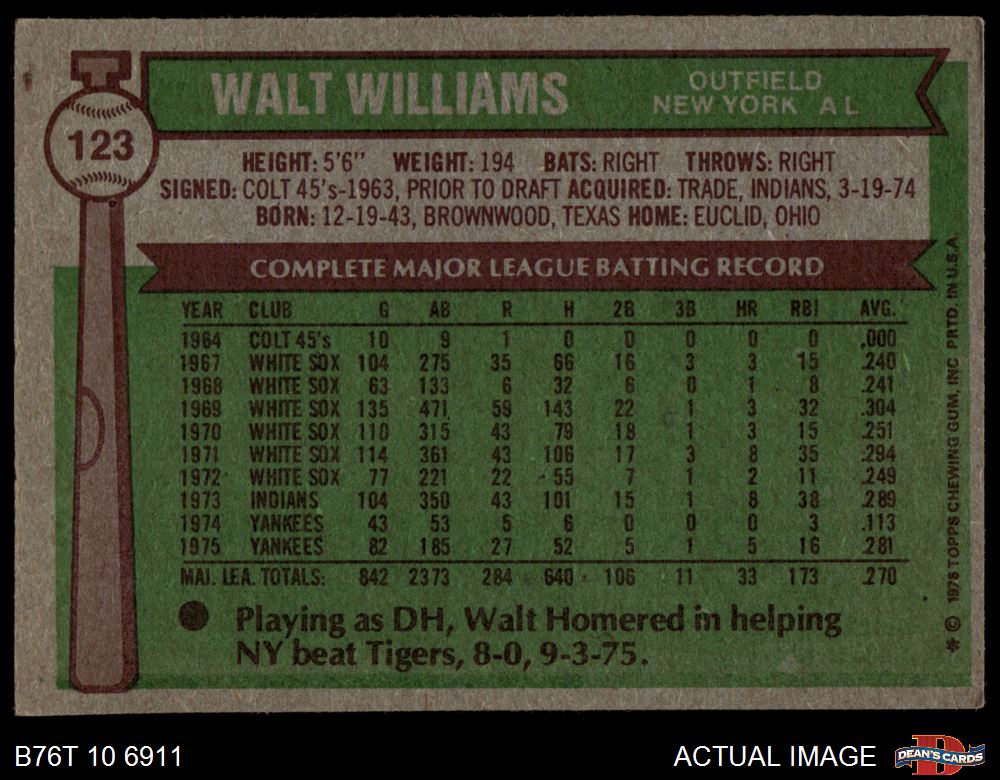 WALT WILLIAMS
OUTFIELD
NEW YORK A L
123
HEIGHT: 5'6" WEIGHT: 194 BATS: RIGHT THROWS: RIGHT
SIGNED: COLT 45's-1963, PRIOR TO DRAFT ACQUIRED: TRADE, INDIANS, 3-19-74
BORN: 12-19-43, BROWNWOOD, TEXAS HOME: EUCLID, OHIO
COMPLETE MAJOR LEAGUE BATTING RECORD
YEAR CLUB G AB R H 2B 3B HR RBI AVG.
1964 COLT 45's 10 9 1 0 0 0 0 0 .000
1967 WHITE SOX 104 275 35 66 16 3 3 15 .240
1968 WHITE SOX 63 133 6 32 6 0 1 8 .241
1969 WHITE SOX 135 471 59 143 22 1 3 32 .304
1970 WHITE SOX 110 315 43 79 18 1 3 15 .251
1971 WHITE SOX 114 361 43 106 17 3 8 35 .294
1972 WHITE SOX 77 221 22 55 7 1 2 11 .249
1973 INDIANS 104 350 43 101 15 1 8 38 .289
1974 YANKEES 43 53 5 6 0 0 0 3 .113
1975 YANKEES 82 185 27 52 5 1 5 16 .281
MAJ. LEA. TOTALS: 842 2373 284 640 106 11 33 173 .270
Playing as DH, Walt Homered in helping
NY beat Tigers, 8-0, 9-3-75.
* © 1976 TOPPS CHEWING GUM, INC. PRTD. IN U.S.A.
B76T 10 6911
ACTUAL IMAGE
DEAN'S CARDS